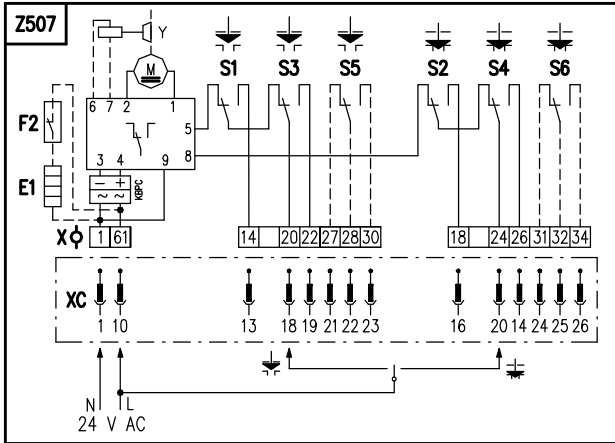 Z507
Y
M
S1 S3 S5 S2 S4 S6
6 7 2 1
F2
5
8
3 4 9
E1
− +
~ ~
KBPC
X 1 61 14 20 22 27 28 30 18 24 26 31 32 34
XC
1 10 13 18 19 21 22 23 16 20 14 24 25 26
N L
24 V AC